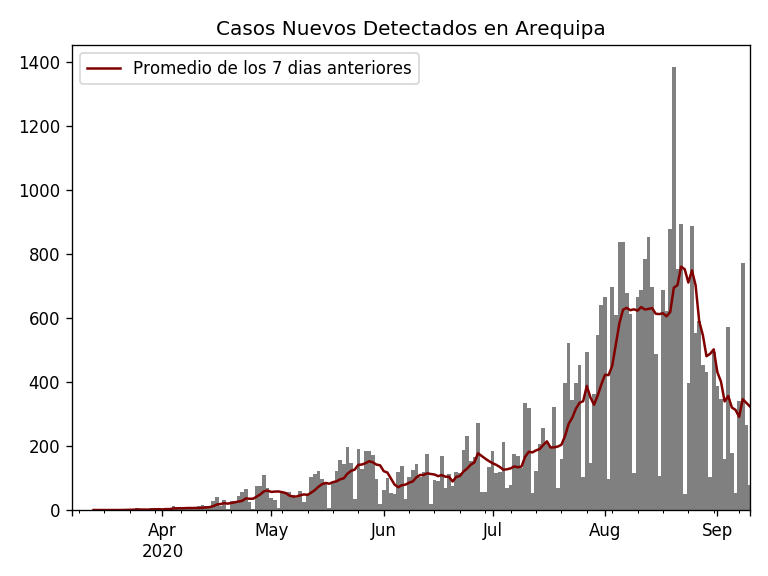 Casos Nuevos Detectados en Arequipa
Promedio de los 7 dias anteriores
1400
1200
1000
800
600
400
200
0
Apr
2020
May
Jun
Jul
Aug
Sep